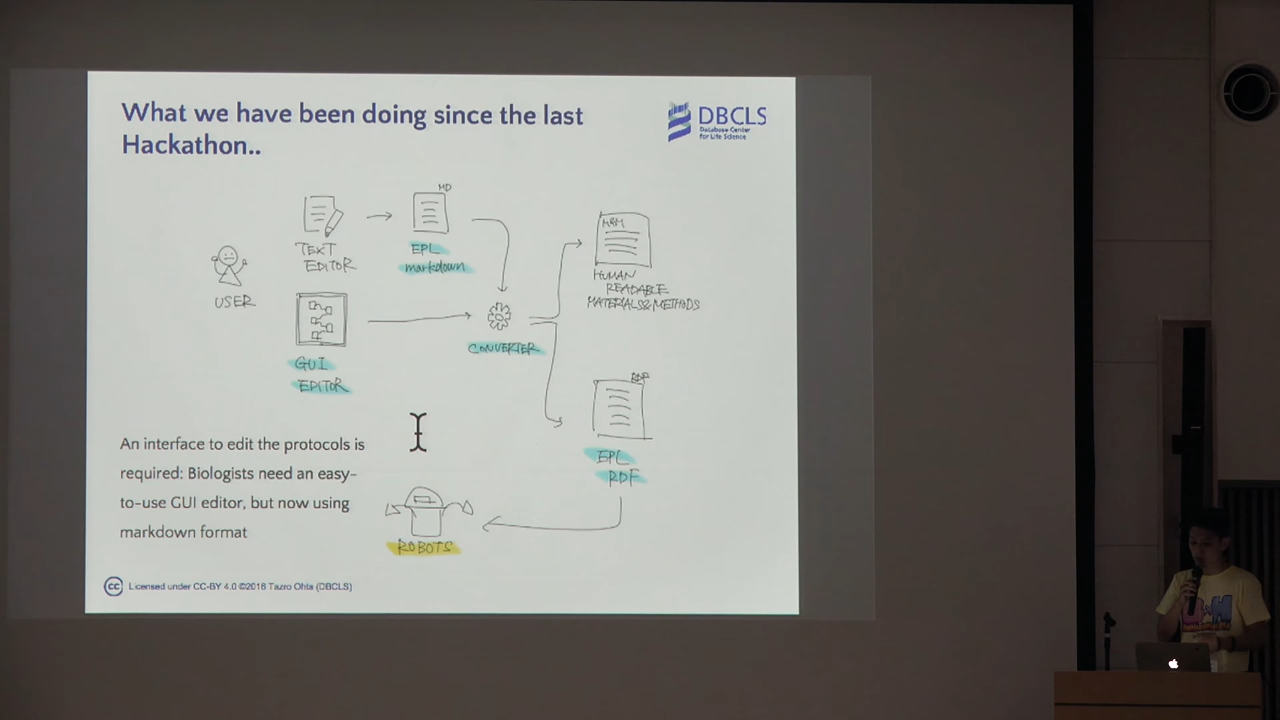 What we have been doing since the last
Hackathon..
DBCLS
Database Center
for Life Science
MD
TEXT
EDITOR
EPL
markdown
USER
GUI
EDITOR
CONVERTER
M&M
HUMAN
READABLE
MATERIALS&METHODS
RDF
EPL
RDF
ROBOTS
An interface to edit the protocols is
required: Biologists need an easy-
to-use GUI editor, but now using
markdown format
cc Licensed under CC-BY 4.0 ©2018 Tazro Ohta (DBCLS)